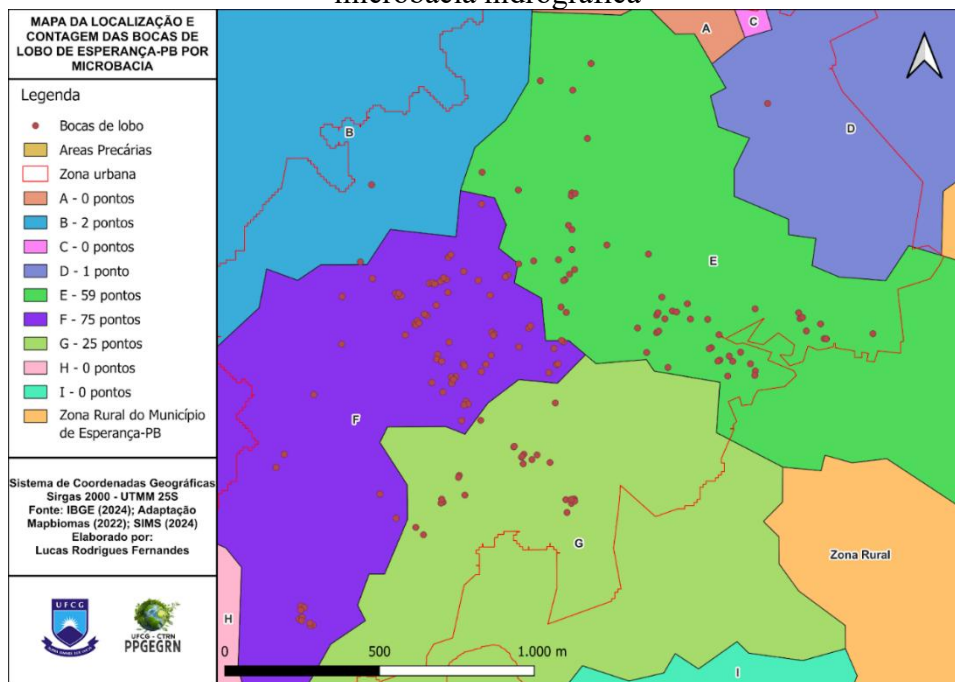 microbacia hidrográfica
MAPA DA LOCALIZAÇÃO E
CONTAGEM DAS BOCAS DE
LOBO DE ESPERANÇA-PB POR
MICROBACIA
Legenda
Bocas de lobo
Areas Precárias
Zona urbana
A - 0 pontos
B - 2 pontos
C - 0 pontos
D - 1 ponto
E - 59 pontos
F - 75 pontos
G - 25 pontos
H - 0 pontos
I - 0 pontos
Zona Rural do Município
de Esperança-PB
Sistema de Coordenadas Geográficas
Sirgas 2000 - UTMM 25S
Fonte: IBGE (2024); Adaptação
Mapbiomas (2022); SIMS (2024)
Elaborado por:
Lucas Rodrigues Fernandes
UFCG
UFCG - CTRN
PPGEGRN
A
C
B
D
E
F
G
Zona Rural
H
I
0
500
1.000 m